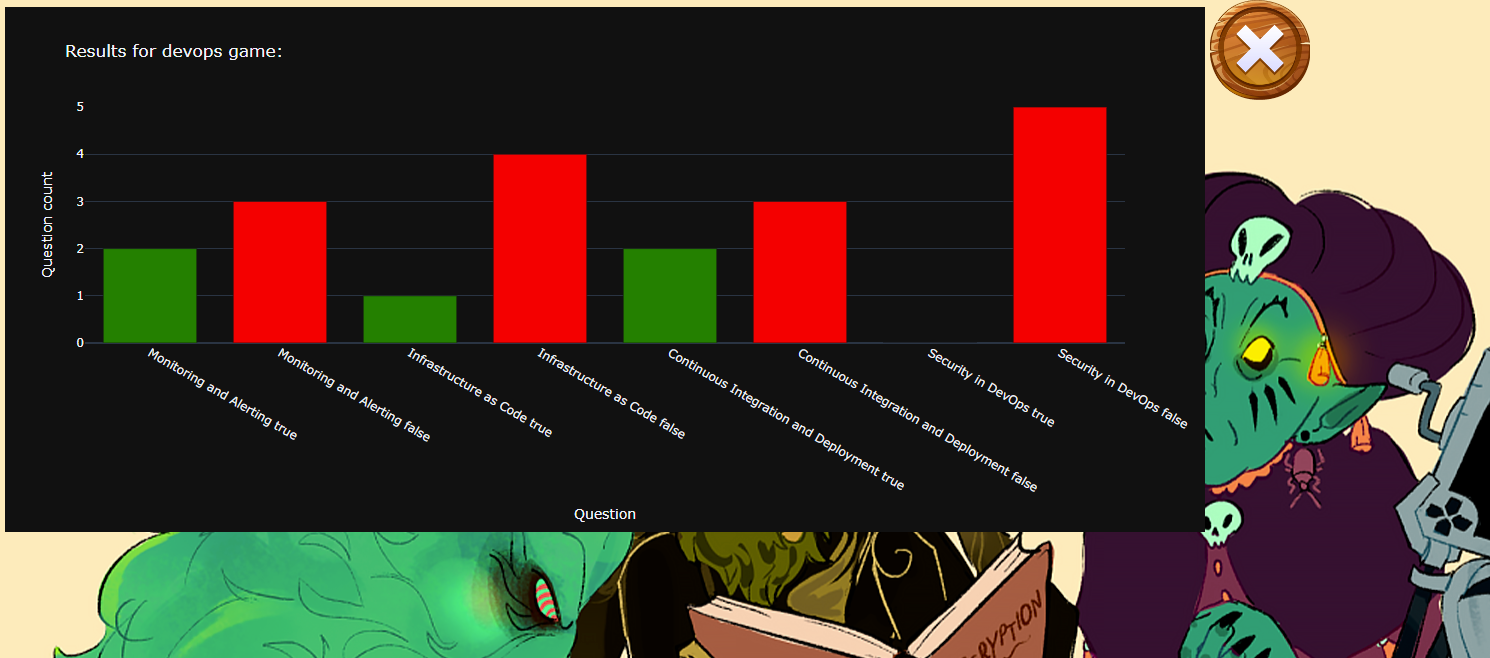 Results for devops game:
5
4
3
2
1
0
Question count
Monitoring and Alerting true
Monitoring and Alerting false
Infrastructure as Code true
Infrastructure as Code false
Continuous Integration and Deployment true
Continuous Integration and Deployment false
Security in DevOps true
Security in DevOps false
Question
CRYPTION